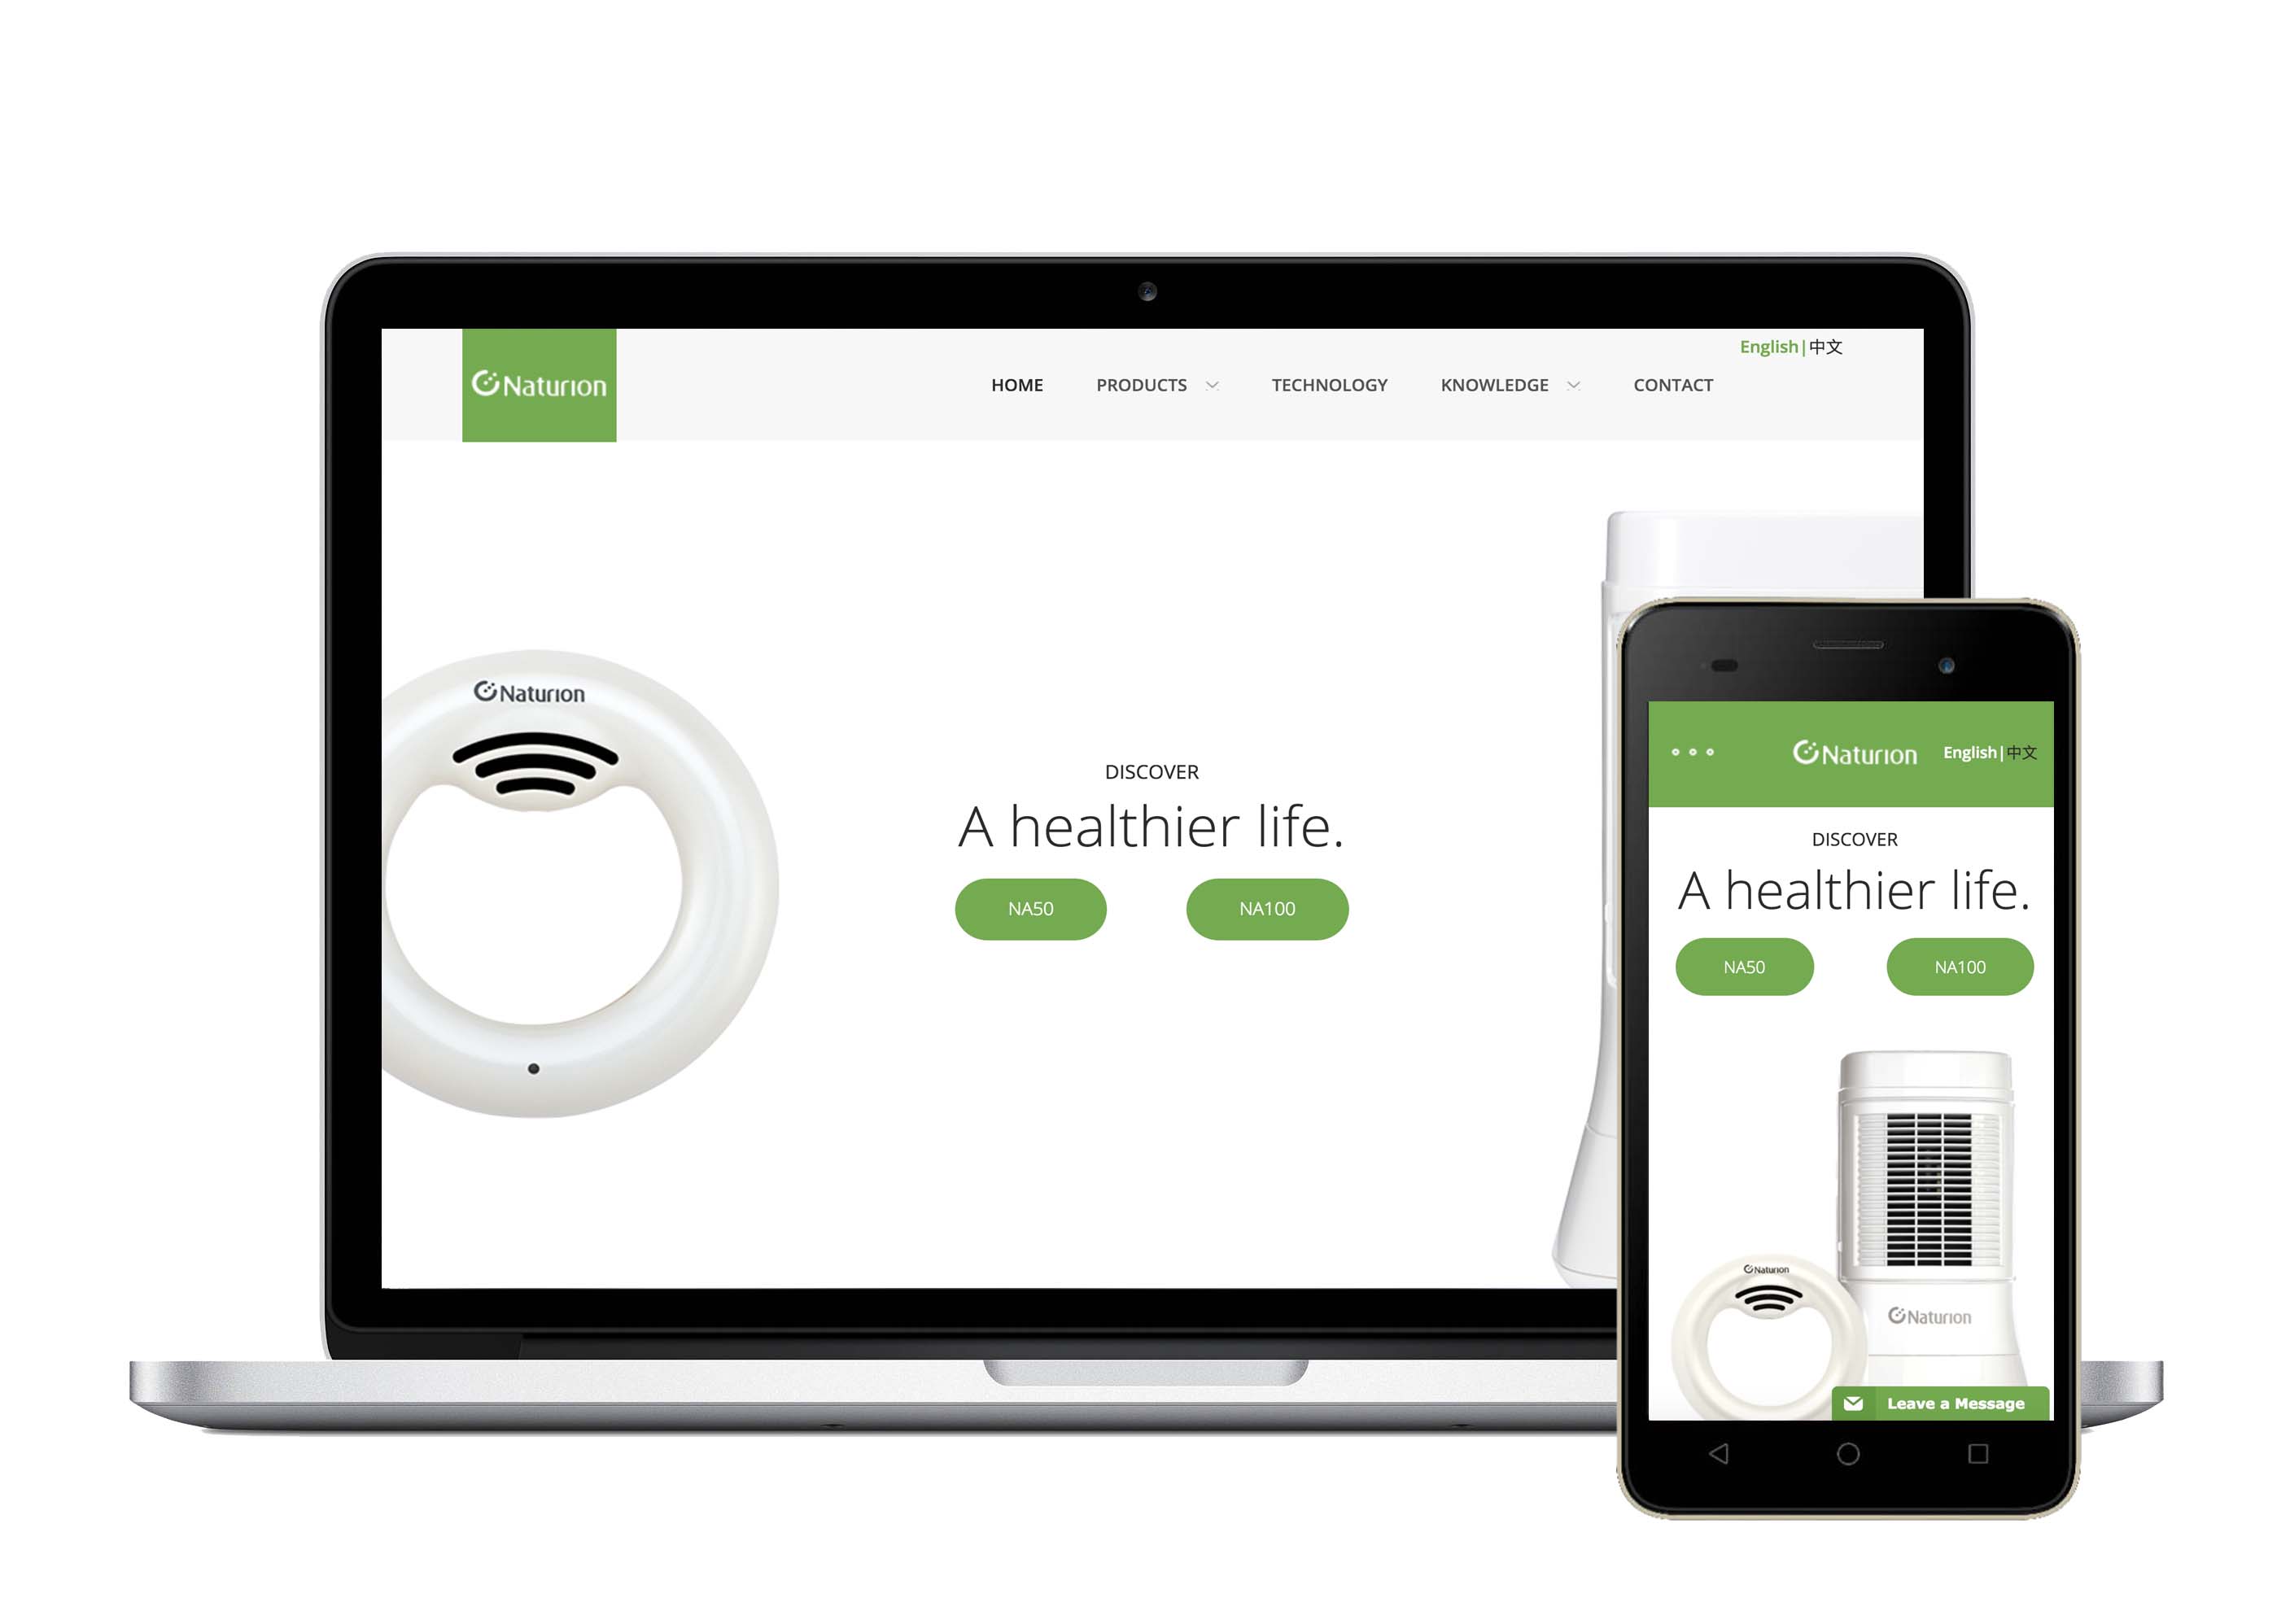 English|中文
Naturion
HOME PRODUCTS TECHNOLOGY KNOWLEDGE CONTACT
Naturion
DISCOVER
A healthier life.
NA50 NA100
Naturion English|中文
DISCOVER
A healthier life.
NA50 NA100
Naturion
Naturion
Leave a Message